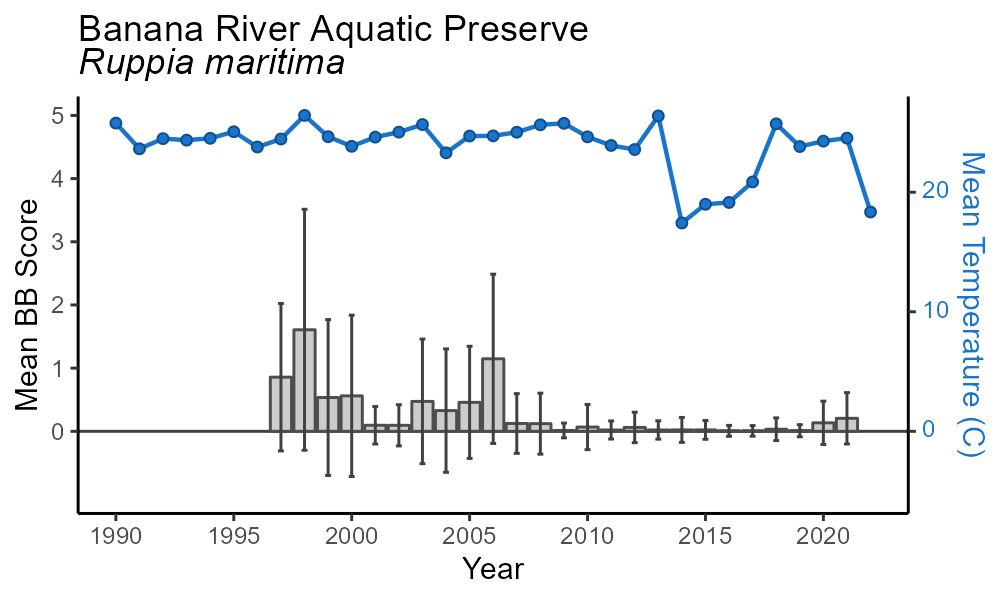 Banana River Aquatic Preserve
Ruppia maritima
5
4
3
2
1
0
Mean BB Score
20
10
0
Mean Temperature (C)
1990 1995 2000 2005 2010 2015 2020
Year